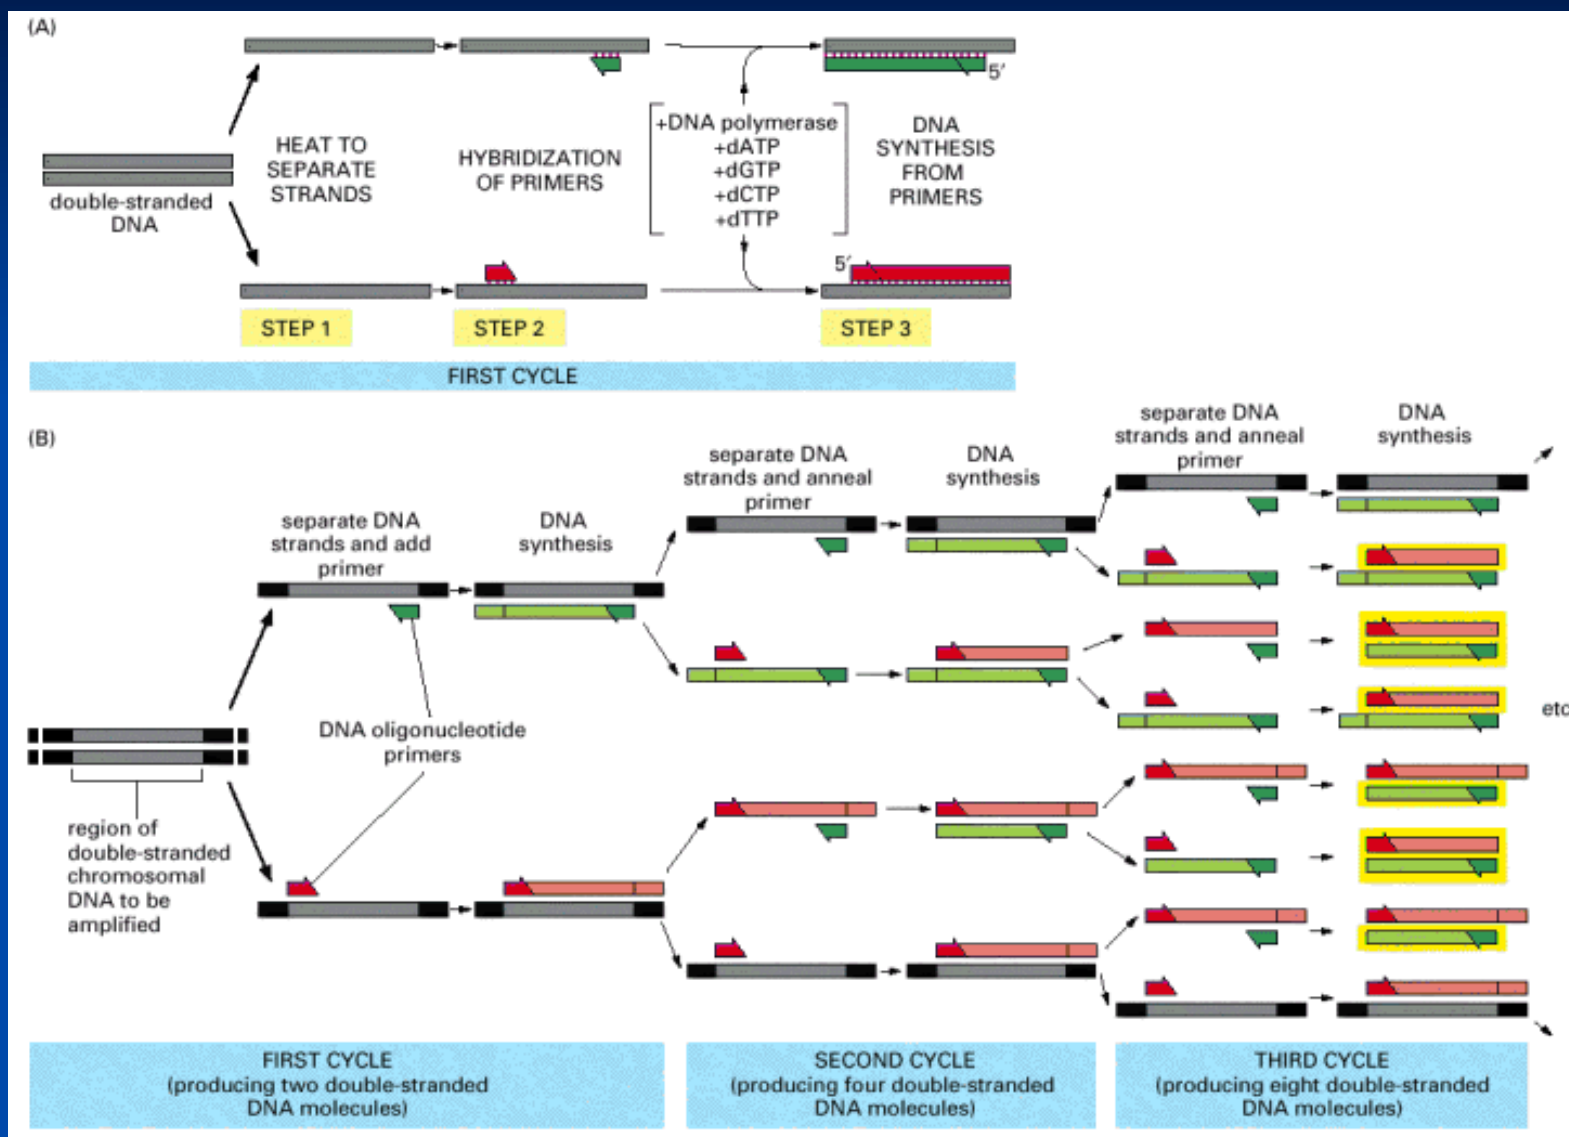 (A)
HEAT TO
SEPARATE
STRANDS
HYBRIDIZATION
OF PRIMERS
+DNA polymerase
+dATP
+dGTP
+dCTP
+dTTP
DNA
SYNTHESIS
FROM
PRIMERS
5′
double-stranded
DNA
5′
STEP 1
STEP 2
STEP 3
FIRST CYCLE
(B)
separate DNA
strands and add
primer
DNA
synthesis
separate DNA
strands and anneal
primer
DNA
synthesis
separate DNA
strands and anneal
primer
DNA
synthesis
DNA oligonucleotide
primers
etc
region of
double-stranded
chromosomal
DNA to be
amplified
FIRST CYCLE
(producing two double-stranded
DNA molecules)
SECOND CYCLE
(producing four double-stranded
DNA molecules)
THIRD CYCLE
(producing eight double-stranded
DNA molecules)